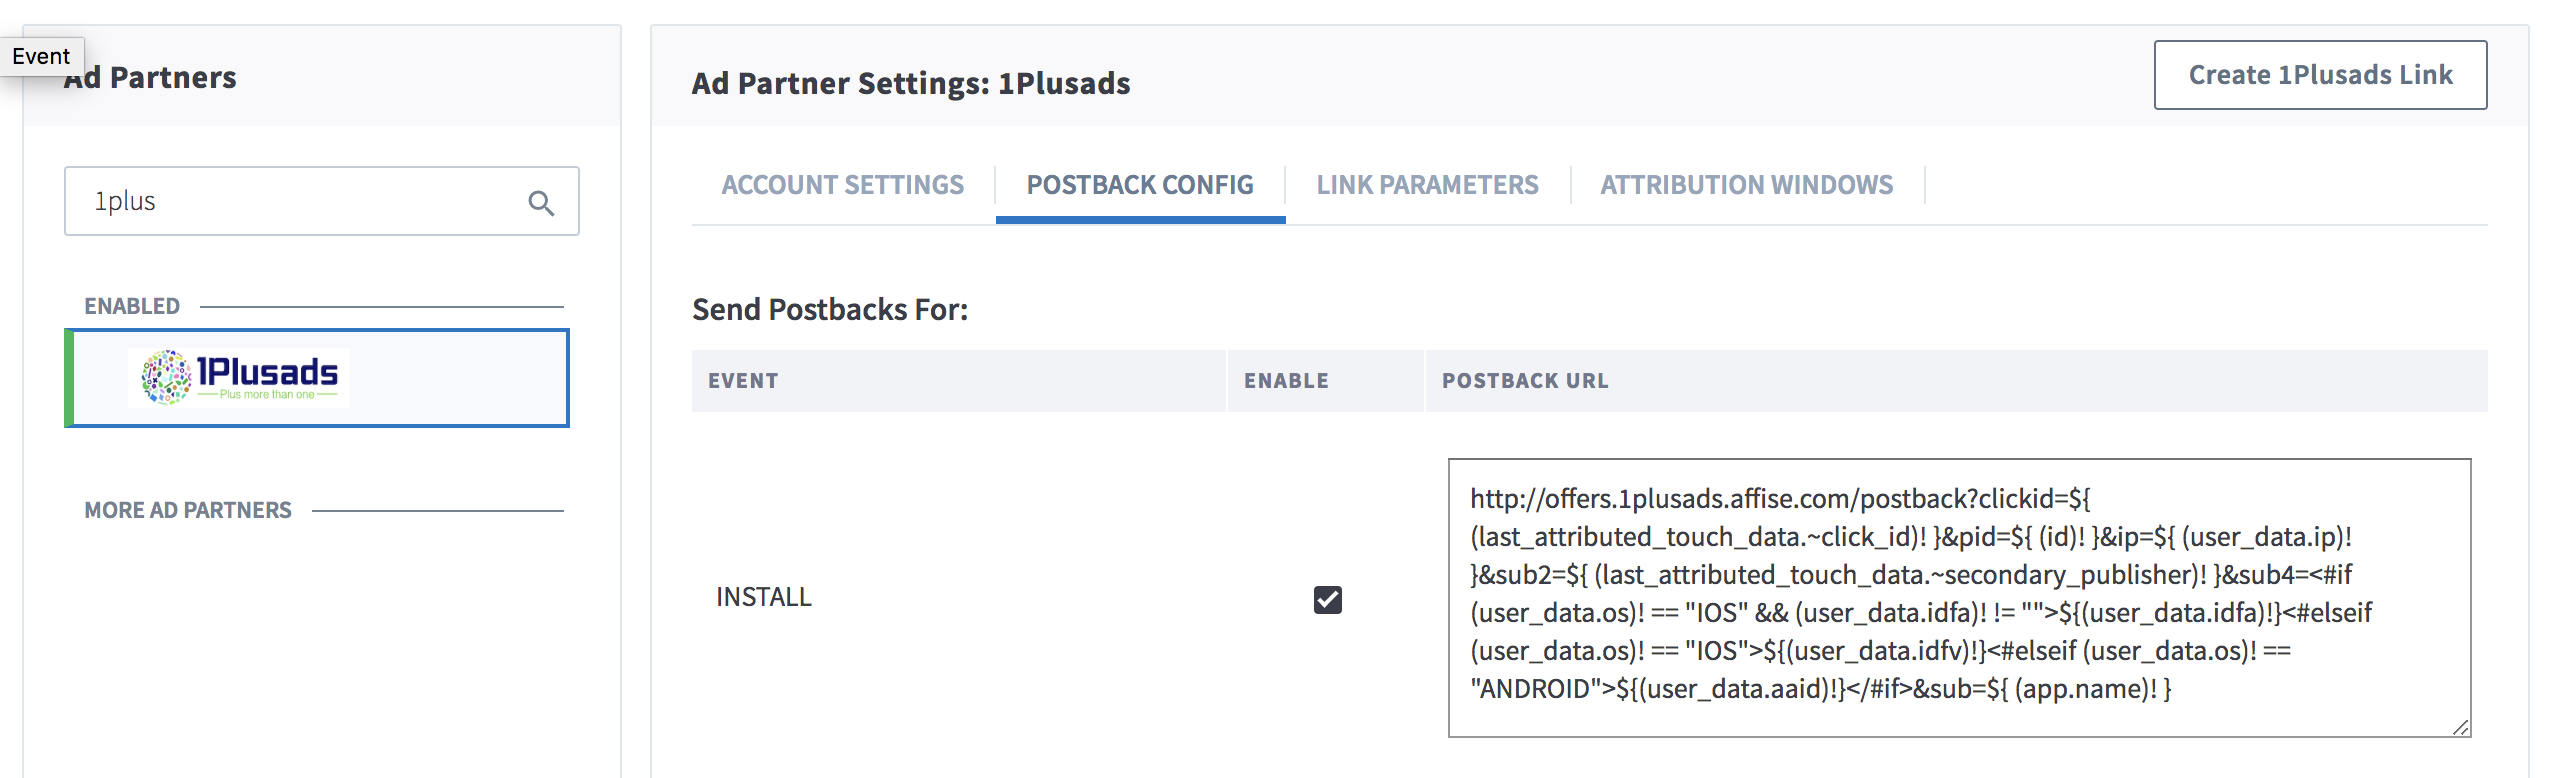 Event
Ad Partners
1plus
ENABLED
1Plusads
Plus more than one
MORE AD PARTNERS
Ad Partner Settings: 1Plusads
Create 1Plusads Link
ACCOUNT SETTINGS
POSTBACK CONFIG
LINK PARAMETERS
ATTRIBUTION WINDOWS
Send Postbacks For:
EVENT
ENABLE
POSTBACK URL
INSTALL
http://offers.1plusads.affise.com/postback?clickid=${
(last_attributed_touch_data.~click_id)! }&pid=${ (id)! }&ip=${ (user_data.ip)!
}&sub2=${ (last_attributed_touch_data.~secondary_publisher)! }&sub4=<#if
(user_data.os)! == "IOS" && (user_data.idfa)! != "">${(user_data.idfa)!}<#elseif
(user_data.os)! == "IOS">${(user_data.idfv)!}<#elseif (user_data.os)! ==
"ANDROID">${(user_data.aaid)!}</#if>&sub=${ (app.name)! }